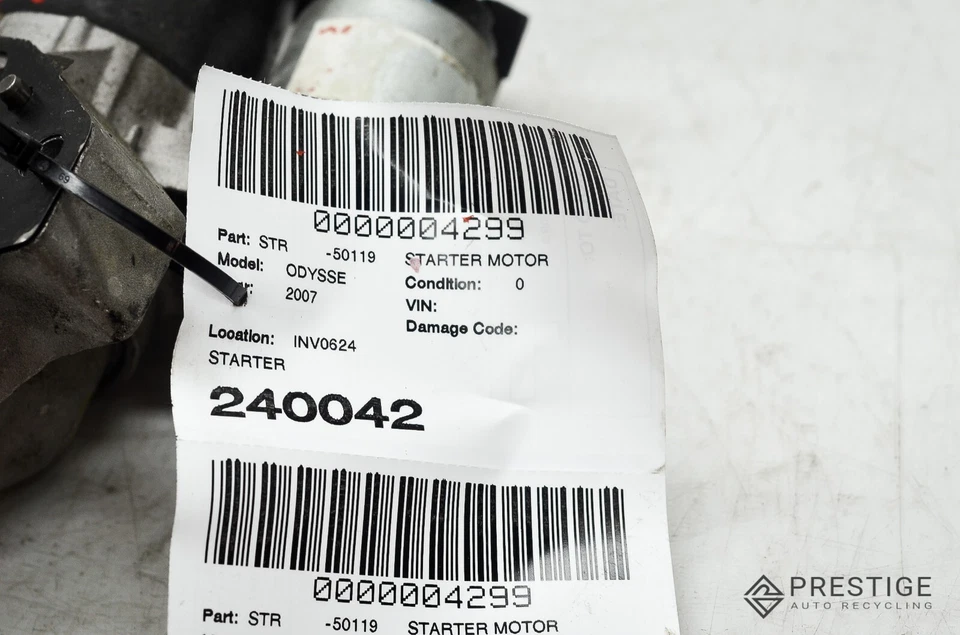 0000004299
Part: STR -50119 STARTER MOTOR
Model: ODYSSE Condition: 0
2007 VIN:
Damage Code:
Location: INV0624
STARTER
240042
0000004299
Part: STR -50119 STARTER MOTOR
PRESTIGE
AUTO RECYCLING